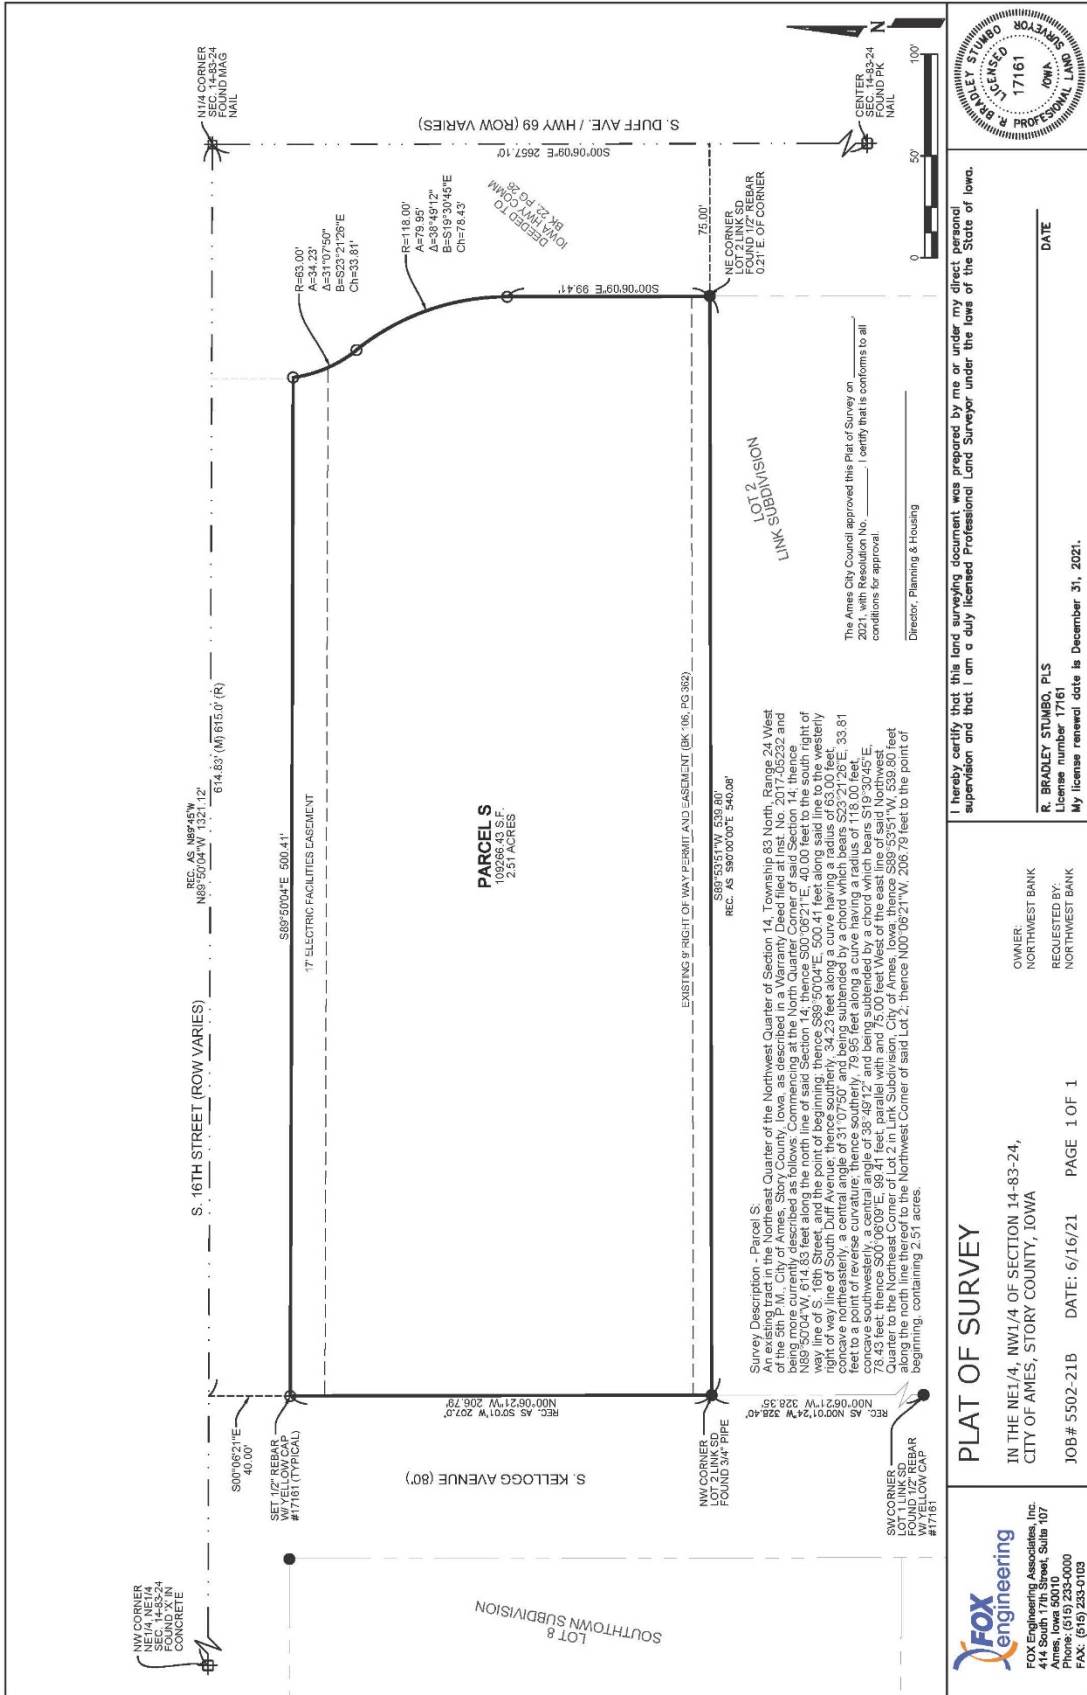 NW CORNER
NE1/4, NE1/4
SEC. 14-83-24
FOUND "X" IN
CONCRETE
S. 16TH STREET (ROW VARIES)
REC. AS N89°45'W
N89°50'04"W 1321.12'
614.83' (M) 615.0' (R)
N1/4 CORNER
SEC. 14-83-24
FOUND MAG
NAIL
S00°06'21"E
40.00'
SET 1/2" REBAR
W/ YELLOW CAP
#17161 (TYPICAL)
S89°50'04"E 500.41'
17' ELECTRIC FACILITIES EASEMENT
R=63.00'
A=34.23'
Δ=31°07'50"
B=S23°21'26"E
Ch=33.81'
R=118.00'
A=79.95'
Δ=38°49'12"
B=S19°30'45"E
Ch=78.43'
DEEDED TO
IOWA HWY COMM
BK 22, PG 26
S. DUFF AVE. / HWY 69 (ROW VARIES)
S00°06'09"E 2657.10'
S. KELLOGG AVENUE (80')
REC. AS S0°01'W 207.0'
N00°06'21"W 206.79'
PARCEL S
109266.43 S.F.
2.51 ACRES
S00°06'09"E 99.41'
75.00'
EXISTING 9' RIGHT OF WAY PERMIT AND EASEMENT (BK 106, PG 362)
S89°53'51"W 539.80'
REC. AS S90°00'00"E 540.08'
NE CORNER
LOT 2 LINK SD
FOUND 1/2" REBAR
0.21' E. OF CORNER
NW CORNER
LOT 2 LINK SD
FOUND 3/4" PIPE
REC. AS N00°01'24"W 328.40'
N00°06'21"W 328.35'
SW CORNER
LOT 1 LINK SD
FOUND 1/2" REBAR
W/ YELLOW CAP
#17161
LOT 8
SOUTHTOWN SUBDIVISION
LOT 2
LINK SUBDIVISION
CENTER
SEC. 14-83-24
FOUND PK
NAIL
N
0 50' 100'
Survey Description - Parcel S:
An existing tract in the Northeast Quarter of the Northwest Quarter of Section 14, Township 83 North, Range 24 West
of the 5th P.M., City of Ames, Story County, Iowa, as described in a Warranty Deed filed at Inst. No. 2017-05232 and
being more currently described as follows: Commencing at the North Quarter Corner of said Section 14; thence
N89°50'04"W, 614.83 feet along the north line of said Section 14; thence S00°06'21"E, 40.00 feet to the south right of
way line of S. 16th Street, and the point of beginning; thence S89°50'04"E, 500.41 feet along said line to the westerly
right of way line of South Duff Avenue; thence southerly, 34.23 feet along a curve having a radius of 63.00 feet,
concave northeasterly, a central angle of 31°07'50" and being subtended by a chord which bears S23°21'26"E, 33.81
feet to a point of reverse curvature; thence southerly, 79.95 feet along a curve having a radius of 118.00 feet,
concave southwesterly, a central angle of 38°49'12" and being subtended by a chord which bears S19°30'45"E,
78.43 feet; thence S00°06'09"E, 99.41 feet, parallel with and 75.00 feet West of the east line of said Northwest
Quarter to the Northeast Corner of Lot 2 in Link Subdivision, City of Ames, Iowa; thence S89°53'51"W, 539.80 feet
along the north line thereof to the Northwest Corner of said Lot 2; thence N00°06'21"W, 206.79 feet to the point of
beginning, containing 2.51 acres.
The Ames City Council approved this Plat of Survey on
2021, with Resolution No. . I certify that is conforms to all
conditions for approval.
Director, Planning & Housing
FOX
engineering
FOX Engineering Associates, Inc.
414 South 17th Street, Suite 107
Ames, Iowa 50010
Phone: (515) 233-0000
FAX: (515) 233-0103
PLAT OF SURVEY
IN THE NE1/4, NW1/4 OF SECTION 14-83-24,
CITY OF AMES, STORY COUNTY, IOWA
JOB# 5502-21B DATE: 6/16/21 PAGE 1 OF 1
OWNER:
NORTHWEST BANK
REQUESTED BY:
NORTHWEST BANK
I hereby certify that this land surveying document was prepared by me or under my direct personal
supervision and that I am a duly licensed Professional Land Surveyor under the laws of the State of Iowa.
R. BRADLEY STUMBO, PLS DATE
License number 17161
My license renewal date is December 31, 2021.
R. BRADLEY STUMBO
LICENSED
17161
IOWA
PROFESSIONAL LAND SURVEYOR